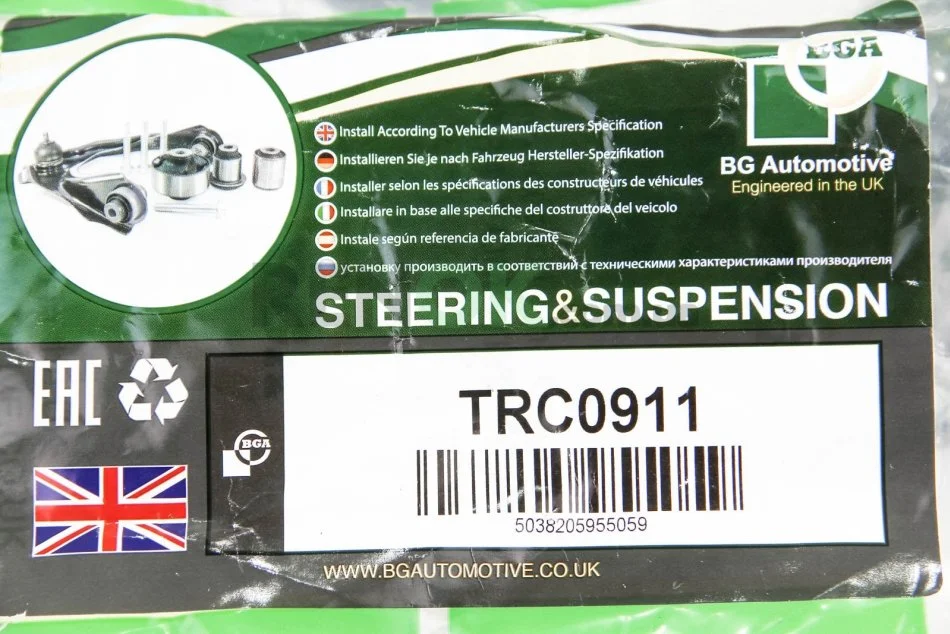 BGA
BG Automotive
Engineered in the UK
Install According To Vehicle Manufacturers Specification
Installieren Sie je nach Fahrzeug Hersteller-Spezifikation
Installer selon les spécifications des constructeurs de véhicules
Installare in base alle specifiche del costruttore del veicolo
Instale según referencia de fabricante
установку производить в соответствий с техническими характеристиками производителя
STEERING&SUSPENSION
EAC
BGA
TRC0911
5038205955059
WWW.BGAUTOMOTIVE.CO.UK